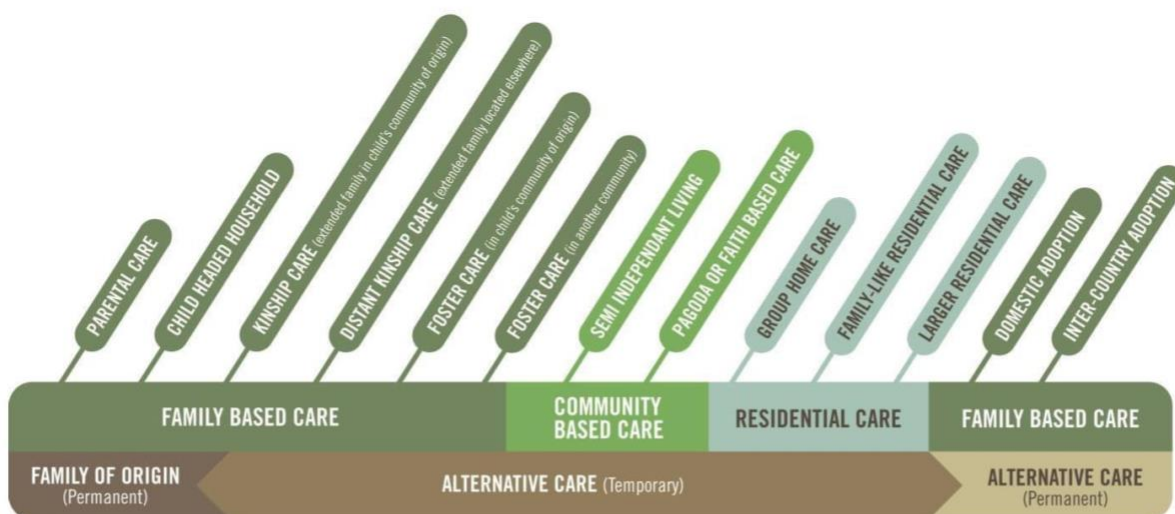 PARENTAL CARE
CHILD HEADED HOUSEHOLD
KINSHIP CARE (extended family in child's community of origin)
DISTANT KINSHIP CARE (extended family located elsewhere)
FOSTER CARE (in child's community of origin)
FOSTER CARE (in another community)
SEMI INDEPENDANT LIVING
PAGODA OR FAITH BASED CARE
GROUP HOME CARE
FAMILY-LIKE RESIDENTIAL CARE
LARGER RESIDENTIAL CARE
DOMESTIC ADOPTION
INTER-COUNTRY ADOPTION
FAMILY BASED CARE
COMMUNITY
BASED CARE
RESIDENTIAL CARE
FAMILY BASED CARE
FAMILY OF ORIGIN
(Permanent)
ALTERNATIVE CARE (Temporary)
ALTERNATIVE CARE
(Permanent)